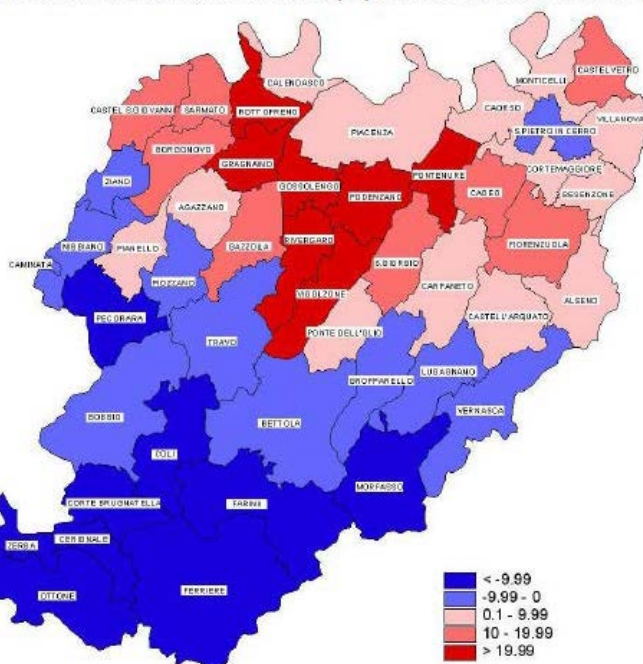 CALENDASCO
MONTICELLI
CASTELVETRO
CASTEL S.GIOVANNI
SARMATO
ROTTOFRENO
CAORSO
VILLANOVA
PIACENZA
S.PIETRO IN CERRO
BORGONOVO
GRAGNANO
CORTEMAGGIORE
ZIANO
GOSSOLENGO
PODENZANO
PONTENURE
CADEO
BESENZONE
AGAZZANO
NIBBIANO
PIANELLO
GAZZOLA
RIVERGARO
FIORENZUOLA
CAMINATA
PIOZZANO
S.GIORGIO
VIGOLZONE
CARPANETO
ALSENO
PECORARA
CASTELL'ARQUATO
TRAVO
PONTE DELL'OLIO
LUGAGNANO
GROPPARELLO
BOBBIO
BETTOLA
VERNASCA
COLI
MORFASSO
CORTE BRUGNATELLA
FARINI
ZERBA
CERIGNALE
OTTONE
FERRIERE
< -9.99
-9.99 - 0
0.1 - 9.99
10 - 19.99
> 19.99